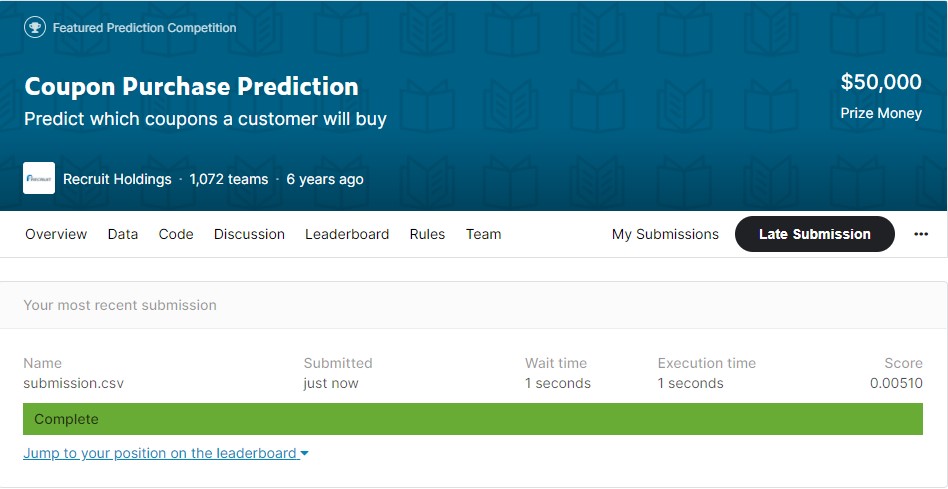 Featured Prediction Competition
Coupon Purchase Prediction
$50,000
Predict which coupons a customer will buy
Prize Money
RECRUIT
Recruit Holdings · 1,072 teams · 6 years ago
Overview Data Code Discussion Leaderboard Rules Team My Submissions Late Submission ...
Your most recent submission
Name Submitted Wait time Execution time Score
submission.csv just now 1 seconds 1 seconds 0.00510
Complete
Jump to your position on the leaderboard